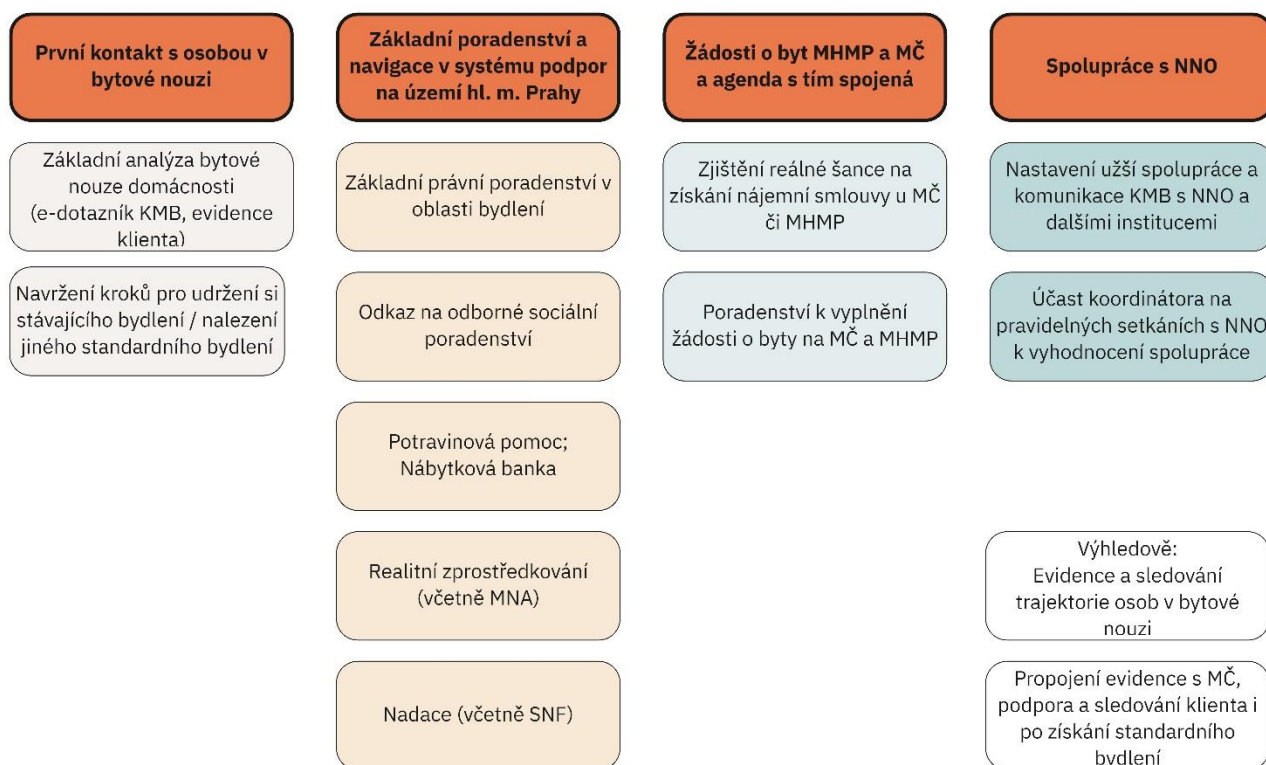 První kontakt s osobou v
bytové nouzi
Základní analýza bytové
nouze domácnosti
(e-dotazník KMB, evidence
klienta)
Navržení kroků pro udržení si
stávajícího bydlení / nalezení
jiného standardního bydlení
Základní poradenství a
navigace v systému podpor
na území hl. m. Prahy
Základní právní poradenství v
oblasti bydlení
Odkaz na odborné sociální
poradenství
Potravinová pomoc;
Nábytková banka
Realitní zprostředkování
(včetně MNA)
Nadace (včetně SNF)
Žádosti o byt MHMP a MČ
a agenda s tím spojená
Zjištění reálné šance na
získání nájemní smlouvy u MČ
či MHMP
Poradenství k vyplnění
žádosti o byty na MČ a MHMP
Spolupráce s NNO
Nastavení užší spolupráce a
komunikace KMB s NNO a
dalšími institucemi
Účast koordinátora na
pravidelných setkáních s NNO
k vyhodnocení spolupráce
Výhledově:
Evidence a sledování
trajektorie osob v bytové
nouzi
Propojení evidence s MČ,
podpora a sledování klienta i
po získání standardního
bydlení